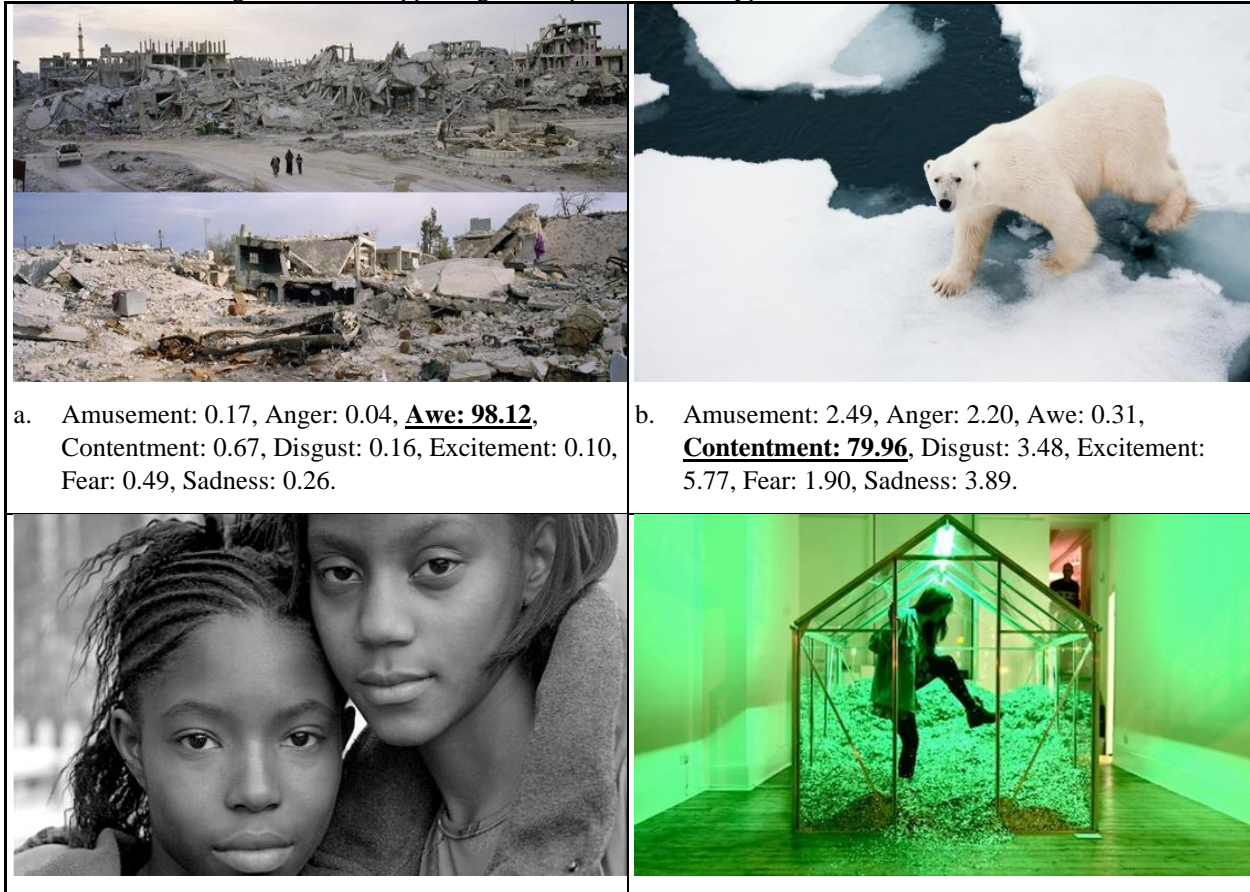 a. Amusement: 0.17, Anger: 0.04, Awe: 98.12,
Contentment: 0.67, Disgust: 0.16, Excitement: 0.10,
Fear: 0.49, Sadness: 0.26.
b. Amusement: 2.49, Anger: 2.20, Awe: 0.31,
Contentment: 79.96, Disgust: 3.48, Excitement:
5.77, Fear: 1.90, Sadness: 3.89.